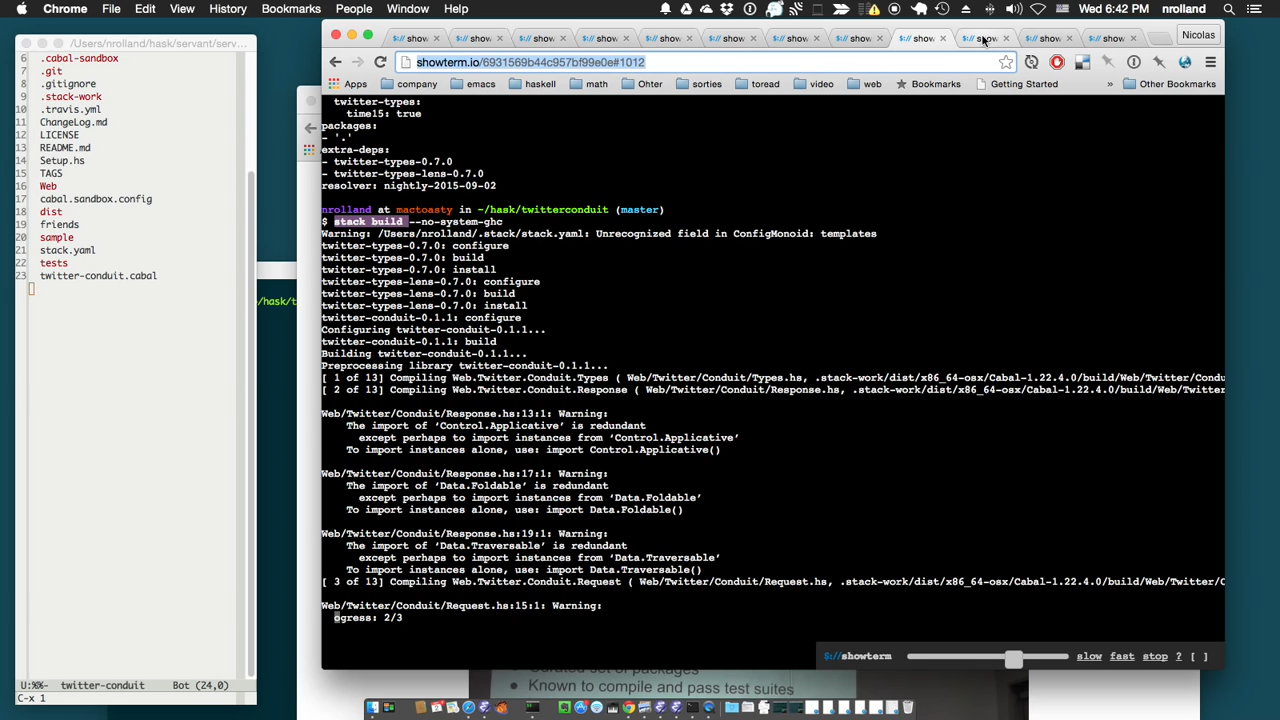 Chrome File Edit View History Bookmarks People Window Help
Wed 6:42 PM nrolland
/Users/nrolland/hask/servant/serv...
6 .cabal-sandbox
7 .git
8 .gitignore
9 .stack-work
10 .travis.yml
11 ChangeLog.md
12 LICENSE
13 README.md
14 Setup.hs
15 TAGS
16 Web
17 cabal.sandbox.config
18 dist
19 friends
20 sample
21 stack.yaml
22 tests
23 twitter-conduit.cabal
U:%%- twitter-conduit Bot (24,0)
C-x 1
e/hask/t
Nicolas
showterm.io/6931569b44c957bf99e0e#1012
Apps company emacs haskell math Ohter sorties toread video web Bookmarks Getting Started » Other Bookmarks
twitter-types:
time15: true
packages:
- '.'
extra-deps:
- twitter-types-0.7.0
- twitter-types-lens-0.7.0
resolver: nightly-2015-09-02
nrolland at mactoasty in ~/hask/twitterconduit (master)
$ stack build --no-system-ghc
Warning: /Users/nrolland/.stack/stack.yaml: Unrecognized field in ConfigMonoid: templates
twitter-types-0.7.0: configure
twitter-types-0.7.0: build
twitter-types-0.7.0: install
twitter-types-lens-0.7.0: configure
twitter-types-lens-0.7.0: build
twitter-types-lens-0.7.0: install
twitter-conduit-0.1.1: configure
Configuring twitter-conduit-0.1.1...
twitter-conduit-0.1.1: build
Building twitter-conduit-0.1.1...
Preprocessing library twitter-conduit-0.1.1...
[ 1 of 13] Compiling Web.Twitter.Conduit.Types ( Web/Twitter/Conduit/Types.hs, .stack-work/dist/x86_64-osx/Cabal-1.22.4.0/build/Web/Twitter/Condu
[ 2 of 13] Compiling Web.Twitter.Conduit.Response ( Web/Twitter/Conduit/Response.hs, .stack-work/dist/x86_64-osx/Cabal-1.22.4.0/build/Web/Twitter
Web/Twitter/Conduit/Response.hs:13:1: Warning:
The import of ‘Control.Applicative’ is redundant
except perhaps to import instances from ‘Control.Applicative’
To import instances alone, use: import Control.Applicative()
Web/Twitter/Conduit/Response.hs:17:1: Warning:
The import of ‘Data.Foldable’ is redundant
except perhaps to import instances from ‘Data.Foldable’
To import instances alone, use: import Data.Foldable()
Web/Twitter/Conduit/Response.hs:19:1: Warning:
The import of ‘Data.Traversable’ is redundant
except perhaps to import instances from ‘Data.Traversable’
To import instances alone, use: import Data.Traversable()
[ 3 of 13] Compiling Web.Twitter.Conduit.Request ( Web/Twitter/Conduit/Request.hs, .stack-work/dist/x86_64-osx/Cabal-1.22.4.0/build/Web/Twitter/C
Web/Twitter/Conduit/Request.hs:15:1: Warning:
ogress: 2/3
$://showterm slow fast stop ? [ ]
Known to compile and pass test suites